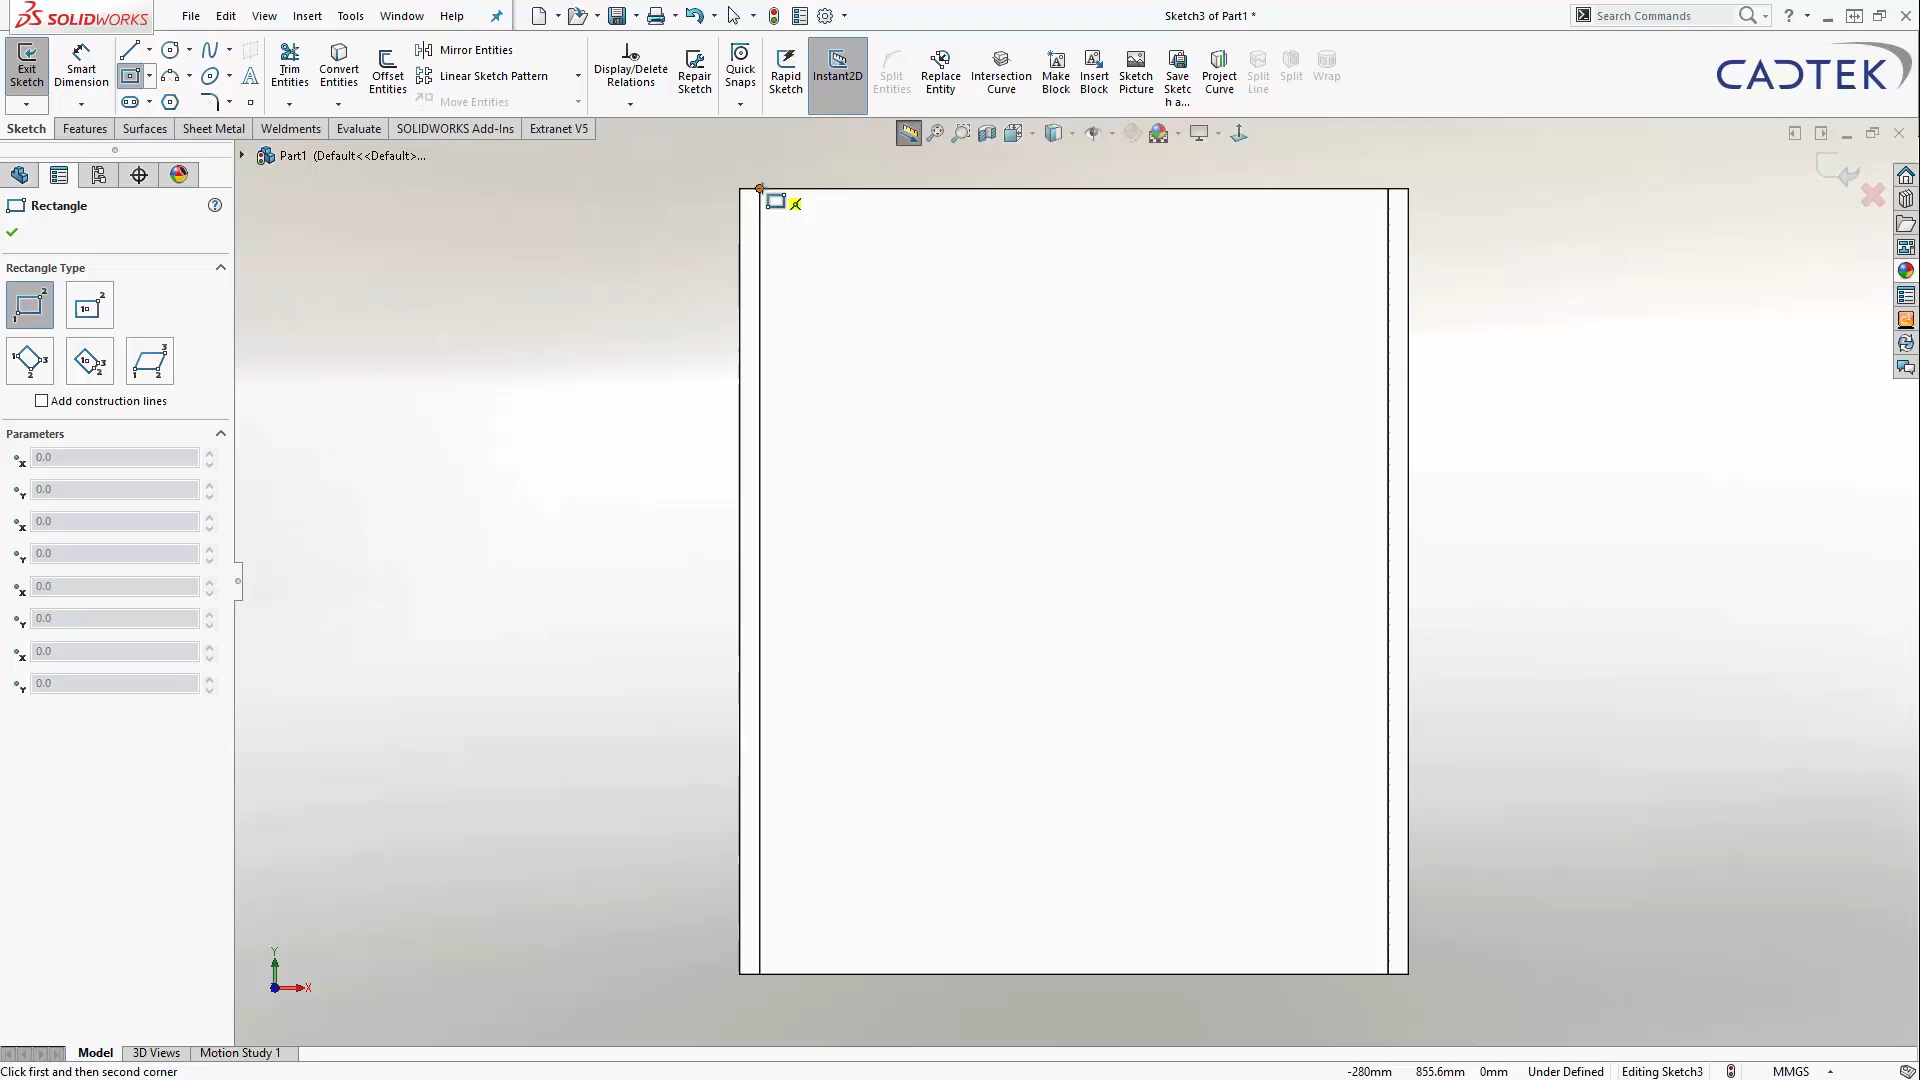 SOLIDWORKS
File Edit View Insert Tools Window Help
Sketch3 of Part1 *
Search Commands
Exit Sketch
Smart Dimension
Trim Entities
Convert Entities
Offset Entities
Mirror Entities
Linear Sketch Pattern
Move Entities
Display/Delete Relations
Repair Sketch
Quick Snaps
Rapid Sketch
Instant2D
Split Entities
Replace Entity
Intersection Curve
Make Block
Insert Block
Sketch Picture
Save Sketc h a...
Project Curve
Split Line
Split
Wrap
CADTEK
Sketch Features Surfaces Sheet Metal Weldments Evaluate SOLIDWORKS Add-Ins Extranet V5
Part1 (Default<<Default>...
Rectangle
Rectangle Type
Add construction lines
Parameters
0.0
0.0
0.0
0.0
0.0
0.0
0.0
0.0
Y
X
Model 3D Views Motion Study 1
Click first and then second corner
-280mm 855.6mm 0mm Under Defined Editing Sketch3 MMGS